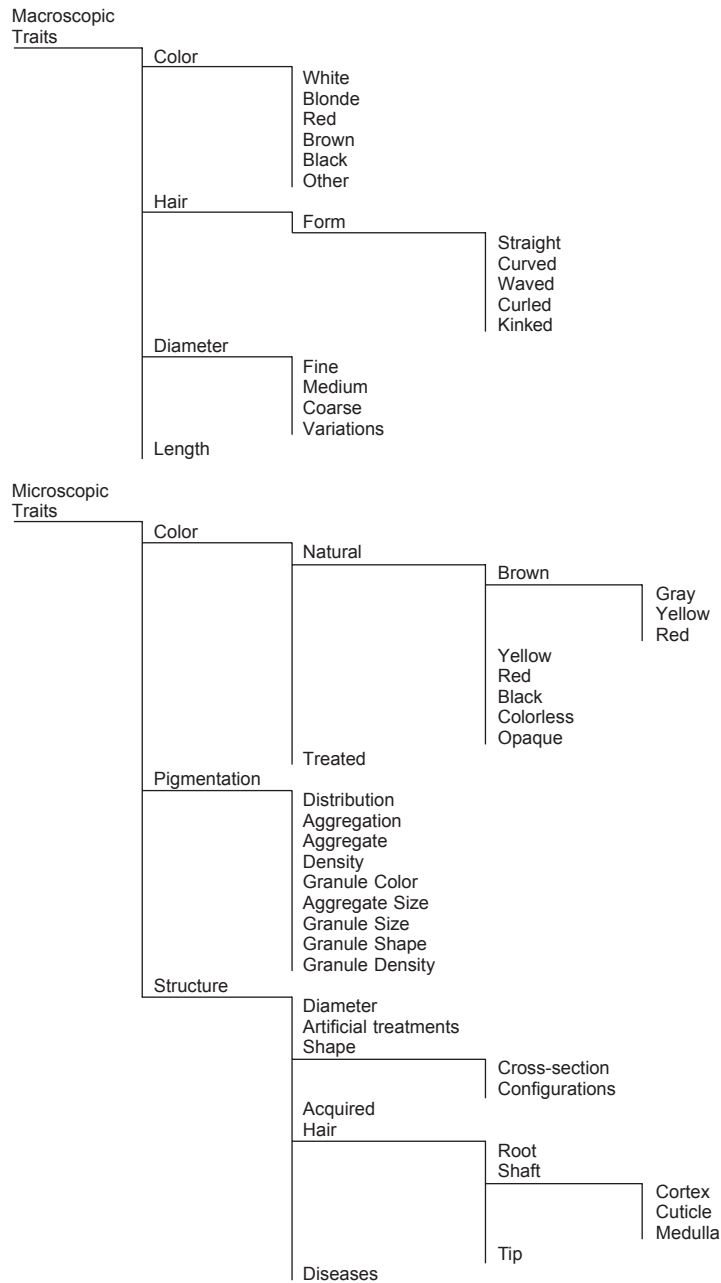 Macroscopic
Traits
Color
White
Blonde
Red
Brown
Black
Other
Hair
Form
Straight
Curved
Waved
Curled
Kinked
Diameter
Fine
Medium
Coarse
Variations
Length
Microscopic
Traits
Color
Natural
Brown
Gray
Yellow
Red
Yellow
Red
Black
Colorless
Opaque
Treated
Pigmentation
Distribution
Aggregation
Aggregate
Density
Granule Color
Aggregate Size
Granule Size
Granule Shape
Granule Density
Structure
Diameter
Artificial treatments
Shape
Cross-section
Configurations
Acquired
Hair
Root
Shaft
Cortex
Cuticle
Medulla
Tip
Diseases